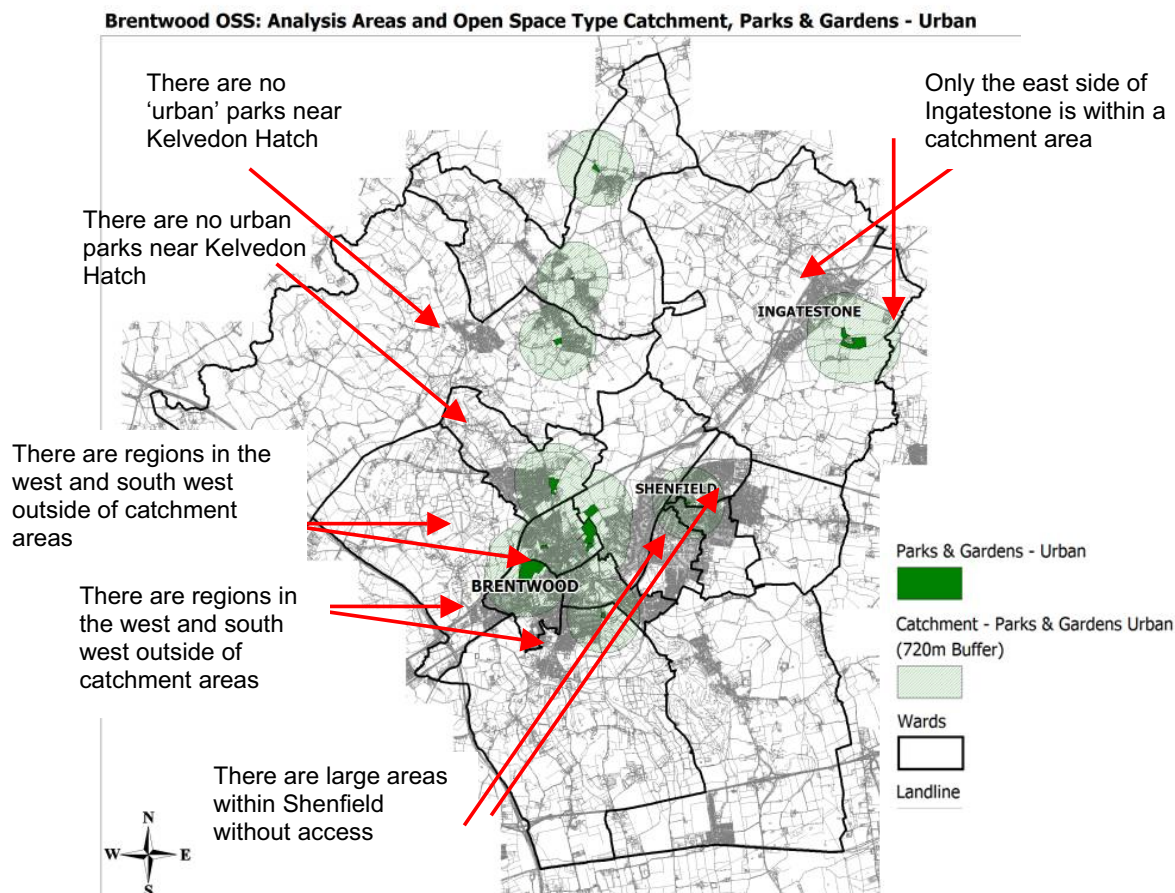 Brentwood OSS: Analysis Areas and Open Space Type Catchment, Parks & Gardens - Urban
There are no
‘urban’ parks near
Kelvedon Hatch
Only the east side of
Ingatestone is within a
catchment area
There are no urban
parks near Kelvedon
Hatch
INGATESTONE
There are regions in the
west and south west
outside of catchment
areas
SHENFIELD
BRENTWOOD
There are regions in
the west and south
west outside of
catchment areas
Parks & Gardens - Urban
Catchment - Parks & Gardens Urban
(720m Buffer)
Wards
Landline
There are large areas
within Shenfield
without access
N
W E
S